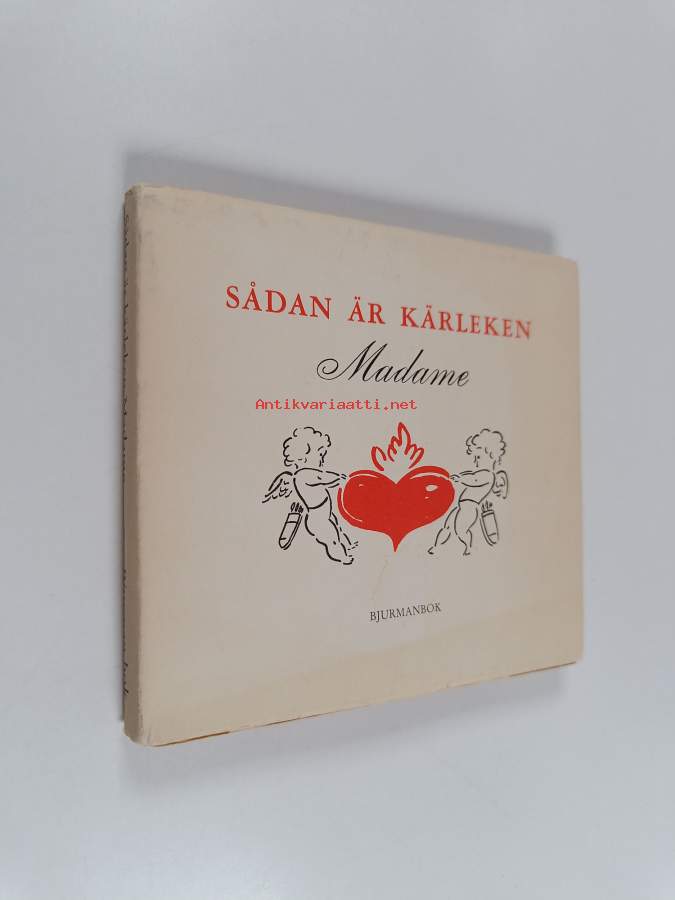 SÅDAN ÄR KÄRLEKEN
Madame
Antikvariaatti.net
BJURMANBOK